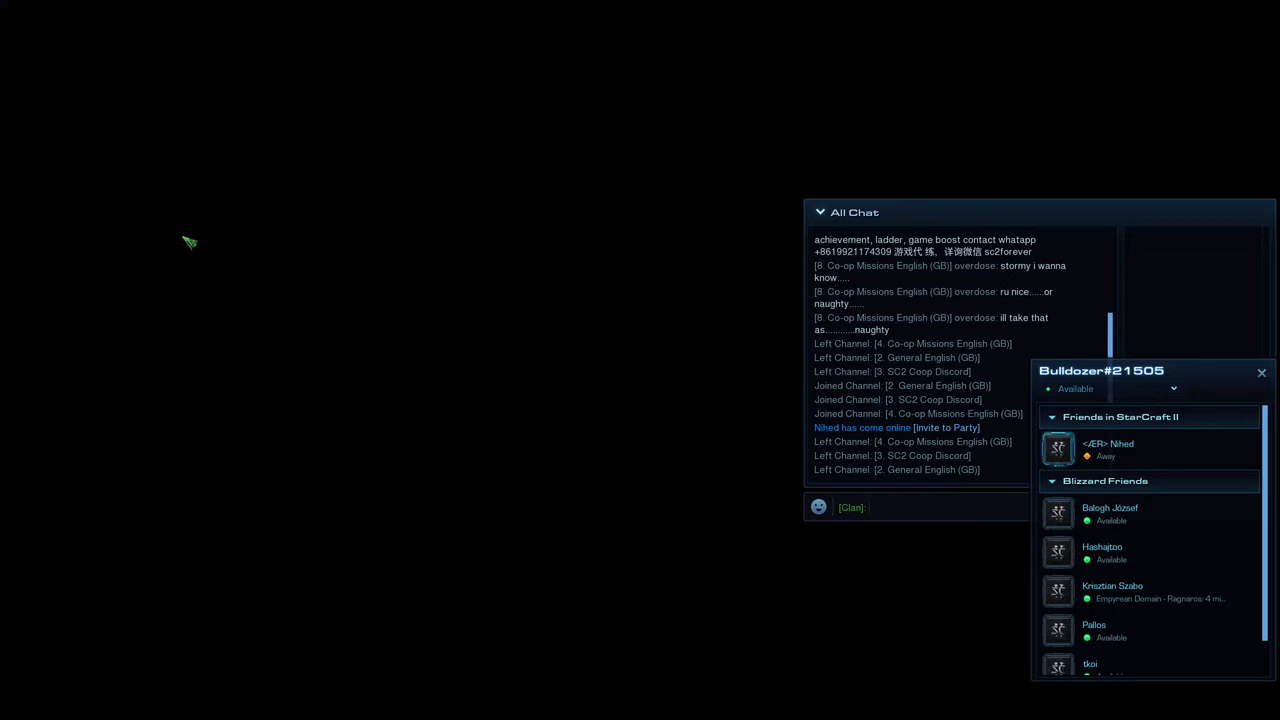 All Chat
achievement, ladder, game boost contact whatapp
+8619921174309 游戏代 练。详询微信 sc2forever
[8. Co-op Missions English (GB)] overdose: stormy i wanna
know.....
[8. Co-op Missions English (GB)] overdose: ru nice......or
naughty......
[8. Co-op Missions English (GB)] overdose: ill take that
as............naughty
Left Channel: [4. Co-op Missions English (GB)]
Left Channel: [2. General English (GB)]
Left Channel: [3. SC2 Coop Discord]
Joined Channel: [2. General English (GB)]
Joined Channel: [3. SC2 Coop Discord]
Joined Channel: [4. Co-op Missions English (GB)]
Nihed has come online [Invite to Party]
Left Channel: [4. Co-op Missions English (GB)]
Left Channel: [3. SC2 Coop Discord]
Left Channel: [2. General English (GB)]
[Clan]:
Bulldozer#21505
Available
Friends in StarCraft II
<ÆR> Nihed
Away
Blizzard Friends
Balogh József
Available
Hashajtoo
Available
Krisztian Szabo
Empyrean Domain - Ragnaros: 4 mi...
Pallos
Available
tkoi